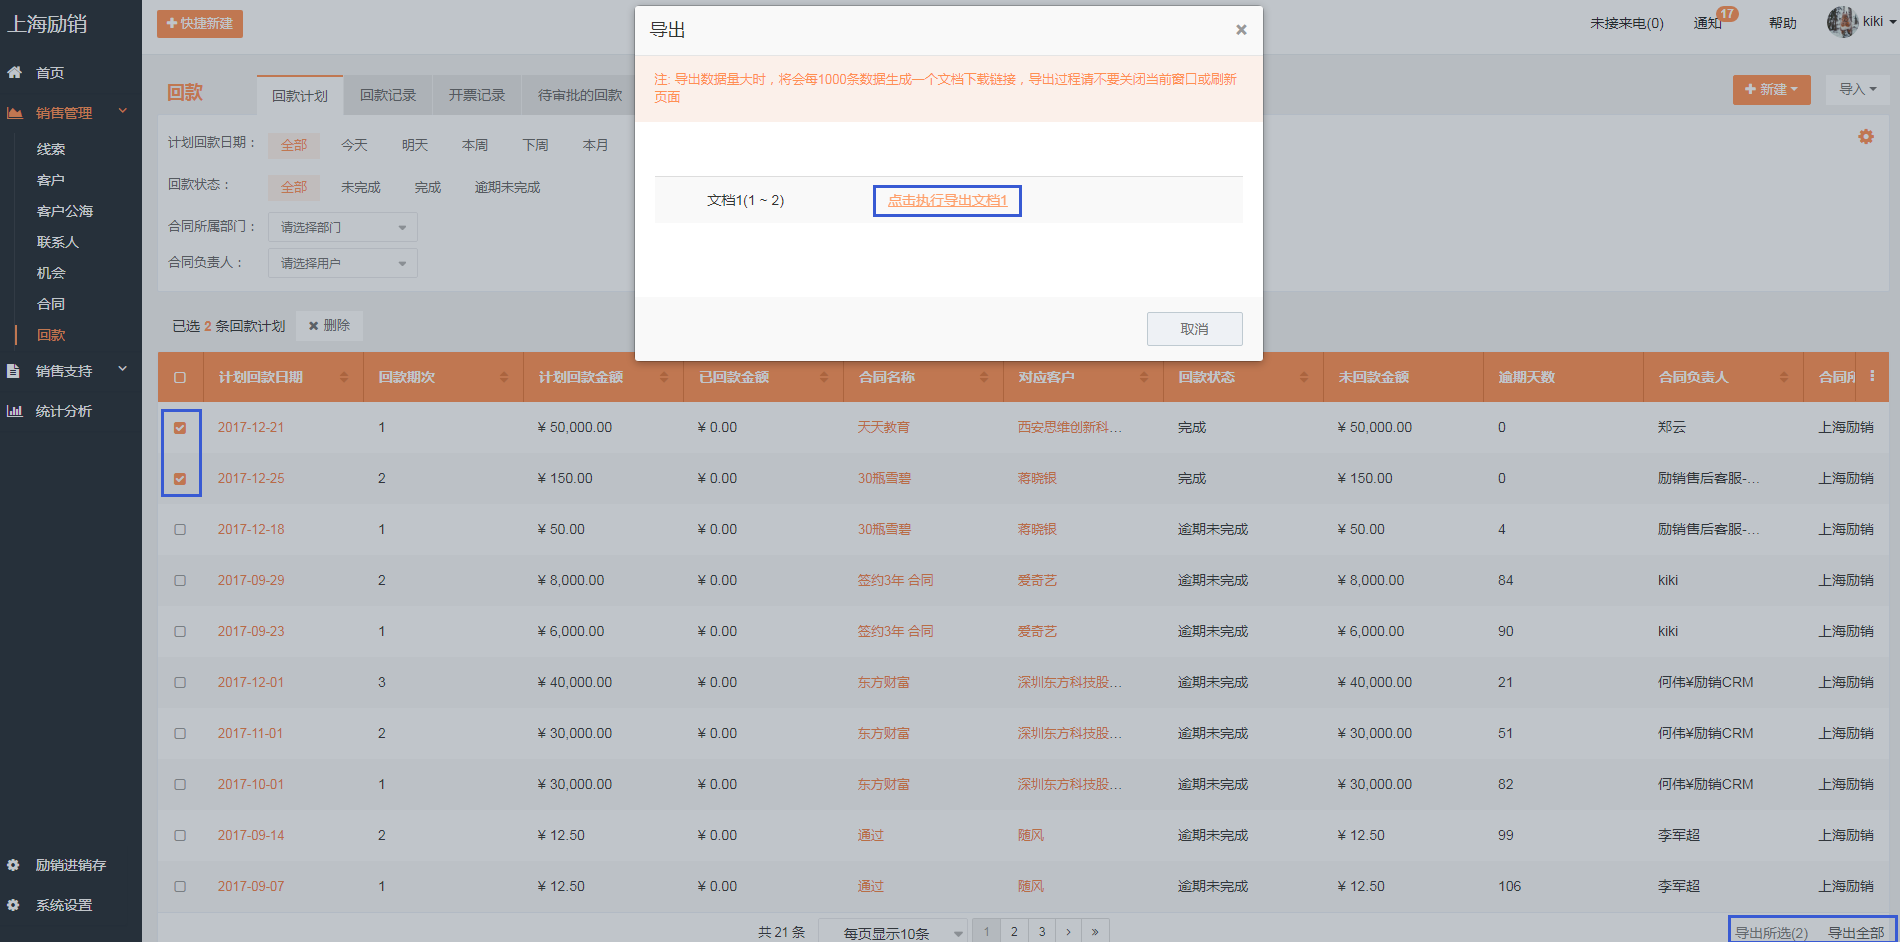 上海励销
快捷新建
未接来电(0) 通知 17 帮助 kiki
首页
销售管理
线索
客户
客户公海
联系人
机会
合同
回款
销售支持
统计分析
励销进销存
系统设置
回款 回款计划 回款记录 开票记录 待审批的回款
新建 导入
计划回款日期： 全部 今天 明天 本周 下周 本月
回款状态： 全部 未完成 完成 逾期未完成
合同所属部门： 请选择部门
合同负责人： 请选择用户
导出 ×
注: 导出数据量大时，将会每1000条数据生成一个文档下载链接，导出过程请不要关闭当前窗口或刷新
页面
文档1(1 ~ 2) 点击执行导出文档1
取消
已选 2 条回款计划 删除
计划回款日期 回款期次 计划回款金额 已回款金额 合同名称 对应客户 回款状态 未回款金额 逾期天数 合同负责人 合同所
2017-12-21 1 ¥ 50,000.00 ¥ 0.00 天天教育 西安思维创新科... 完成 ¥ 50,000.00 0 郑云 上海励销
2017-12-25 2 ¥ 150.00 ¥ 0.00 30瓶雪碧 蒋晓银 完成 ¥ 150.00 0 励销售后客服-... 上海励销
2017-12-18 1 ¥ 50.00 ¥ 0.00 30瓶雪碧 蒋晓银 逾期未完成 ¥ 50.00 4 励销售后客服-... 上海励销
2017-09-29 2 ¥ 8,000.00 ¥ 0.00 签约3年 合同 爱奇艺 逾期未完成 ¥ 8,000.00 84 kiki 上海励销
2017-09-23 1 ¥ 6,000.00 ¥ 0.00 签约3年 合同 爱奇艺 逾期未完成 ¥ 6,000.00 90 kiki 上海励销
2017-12-01 3 ¥ 40,000.00 ¥ 0.00 东方财富 深圳东方科技股... 逾期未完成 ¥ 40,000.00 21 何伟¥励销CRM 上海励销
2017-11-01 2 ¥ 30,000.00 ¥ 0.00 东方财富 深圳东方科技股... 逾期未完成 ¥ 30,000.00 51 何伟¥励销CRM 上海励销
2017-10-01 1 ¥ 30,000.00 ¥ 0.00 东方财富 深圳东方科技股... 逾期未完成 ¥ 30,000.00 82 何伟¥励销CRM 上海励销
2017-09-14 2 ¥ 12.50 ¥ 0.00 通过 随风 逾期未完成 ¥ 12.50 99 李军超 上海励销
2017-09-07 1 ¥ 12.50 ¥ 0.00 通过 随风 逾期未完成 ¥ 12.50 106 李军超 上海励销
共 21 条 每页显示10条 1 2 3 › » 导出所选(2) 导出全部